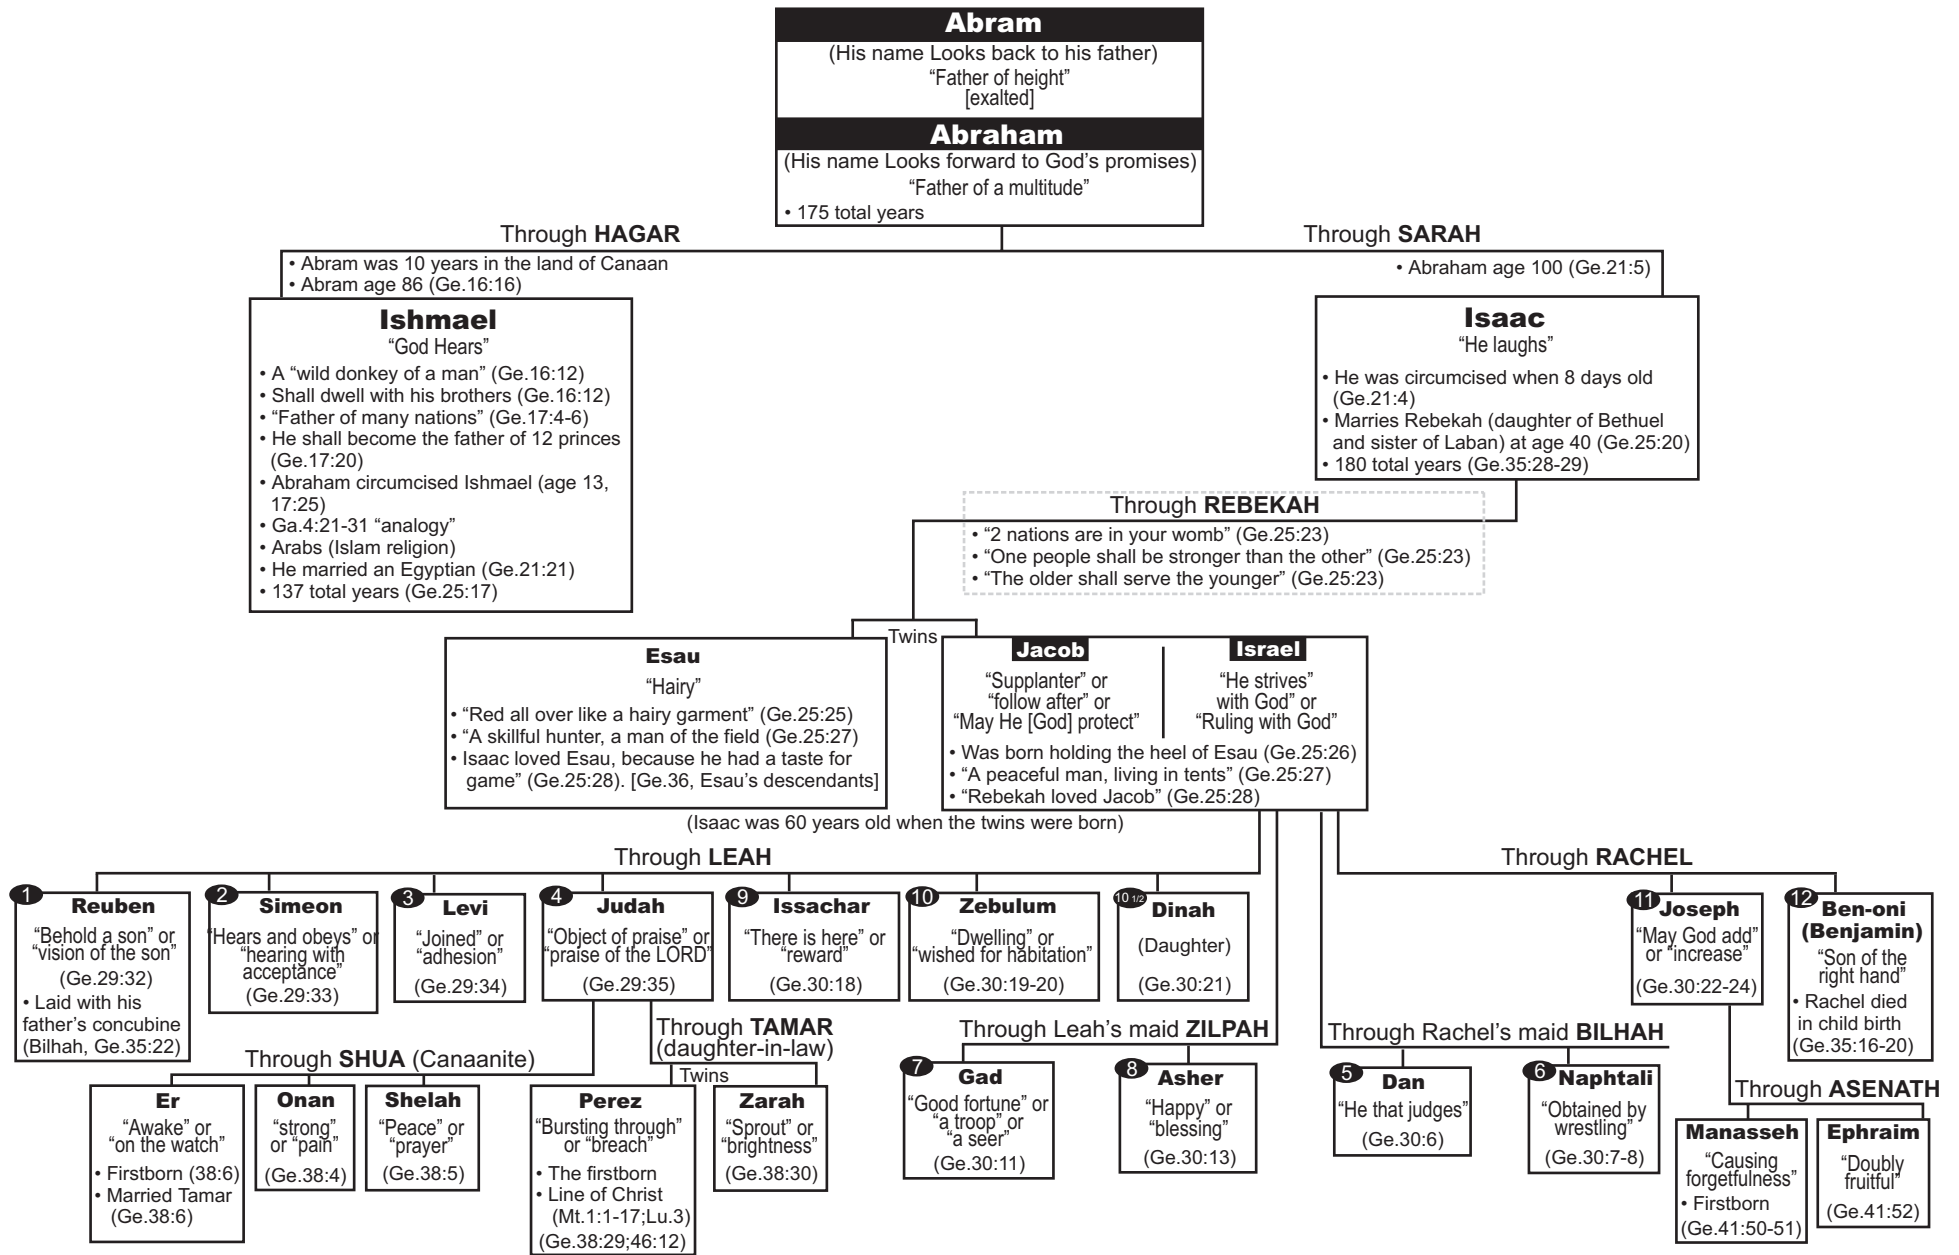 Abram
(His name Looks back to his father)
“Father of height”
[exalted]
Abraham
(His name Looks forward to God’s promises)
“Father of a multitude”
• 175 total years
Through HAGAR
• Abram was 10 years in the land of Canaan
• Abram age 86 (Ge.16:16)
Ishmael
“God Hears”
• A “wild donkey of a man” (Ge.16:12)
• Shall dwell with his brothers (Ge.16:12)
• “Father of many nations” (Ge.17:4-6)
• He shall become the father of 12 princes
(Ge.17:20)
• Abraham circumcised Ishmael (age 13,
17:25)
• Ga.4:21-31 “analogy”
• Arabs (Islam religion)
• He married an Egyptian (Ge.21:21)
• 137 total years (Ge.25:17)
Through SARAH
• Abraham age 100 (Ge.21:5)
Isaac
“He laughs”
• He was circumcised when 8 days old
(Ge.21:4)
• Marries Rebekah (daughter of Bethuel
and sister of Laban) at age 40 (Ge.25:20)
• 180 total years (Ge.35:28-29)
Through REBEKAH
• “2 nations are in your womb” (Ge.25:23)
• “One people shall be stronger than the other” (Ge.25:23)
• “The older shall serve the younger” (Ge.25:23)
Twins
Esau
“Hairy”
• “Red all over like a hairy garment” (Ge.25:25)
• “A skillful hunter, a man of the field (Ge.25:27)
• Isaac loved Esau, because he had a taste for
game” (Ge.25:28). [Ge.36, Esau’s descendants]
Jacob
“Supplanter” or
“follow after” or
“May He [God] protect”
Israel
“He strives”
with God” or
“Ruling with God”
• Was born holding the heel of Esau (Ge.25:26)
• “A peaceful man, living in tents” (Ge.25:27)
• “Rebekah loved Jacob” (Ge.25:28)
(Isaac was 60 years old when the twins were born)
Through LEAH
1
Reuben
“Behold a son” or
“vision of the son”
(Ge.29:32)
• Laid with his
father’s concubine
(Bilhah, Ge.35:22)
2
Simeon
“Hears and obeys” or
“hearing with
acceptance”
(Ge.29:33)
3
Levi
“Joined” or
“adhesion”
(Ge.29:34)
4
Judah
“Object of praise” or
“praise of the LORD”
(Ge.29:35)
9
Issachar
“There is here” or
“reward”
(Ge.30:18)
10
Zebulum
“Dwelling” or
“wished for habitation”
(Ge.30:19-20)
10 1/2
Dinah
(Daughter)
(Ge.30:21)
Through RACHEL
11
Joseph
“May God add”
or “increase”
(Ge.30:22-24)
12
Ben-oni
(Benjamin)
“Son of the
right hand”
• Rachel died
in child birth
(Ge.35:16-20)
Through SHUA (Canaanite)
Er
“Awake” or
“on the watch”
• Firstborn (38:6)
• Married Tamar
(Ge.38:6)
Onan
“strong”
or “pain”
(Ge.38:4)
Shelah
“Peace” or
“prayer”
(Ge.38:5)
Through TAMAR
(daughter-in-law)
Twins
Perez
“Bursting through”
or “breach”
• The firstborn
• Line of Christ
(Mt.1:1-17;Lu.3)
(Ge.38:29;46:12)
Zarah
“Sprout” or
“brightness”
(Ge.38:30)
Through Leah’s maid ZILPAH
7
Gad
“Good fortune” or
“a troop” or
“a seer”
(Ge.30:11)
8
Asher
“Happy” or
“blessing”
(Ge.30:13)
Through Rachel’s maid BILHAH
5
Dan
“He that judges”
(Ge.30:6)
6
Naphtali
“Obtained by
wrestling”
(Ge.30:7-8)
Through ASENATH
Manasseh
“Causing
forgetfulness”
• Firstborn
(Ge.41:50-51)
Ephraim
“Doubly
fruitful”
(Ge.41:52)